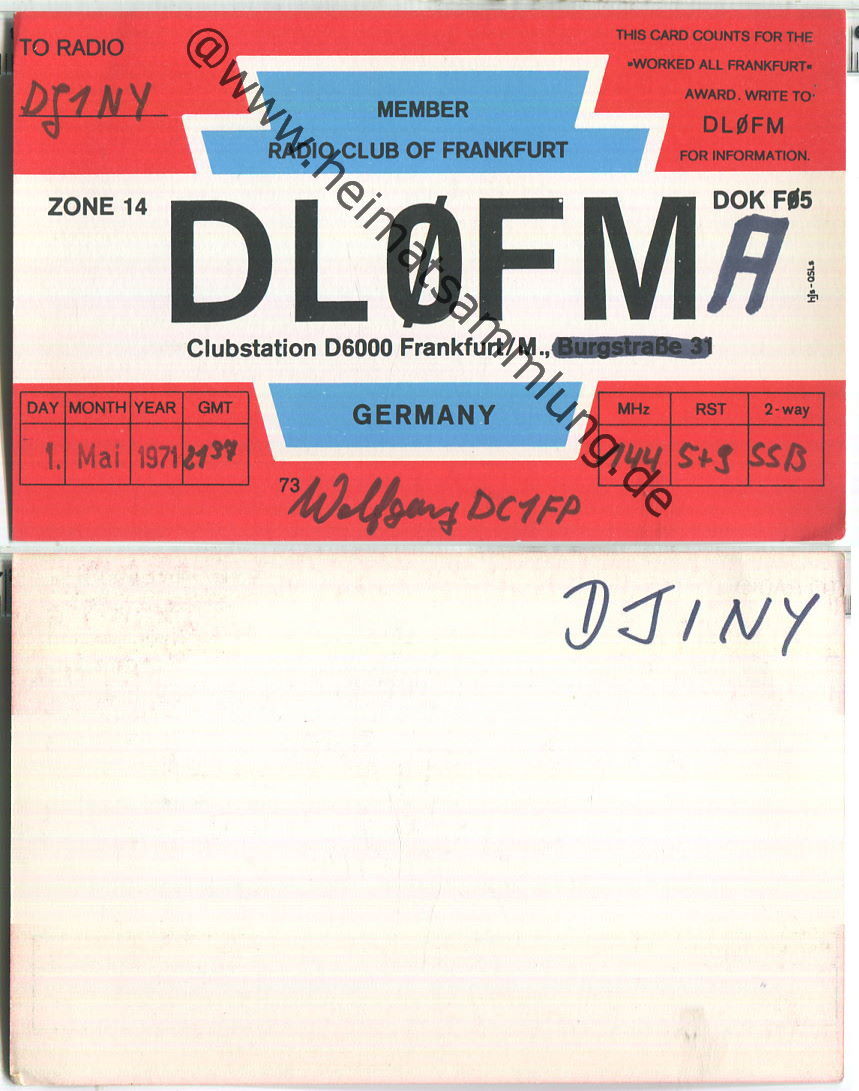 TO RADIO
DJ1NY
THIS CARD COUNTS FOR THE
»WORKED ALL FRANKFURT«
AWARD. WRITE TO
DLØFM
FOR INFORMATION.
MEMBER
RADIO CLUB OF FRANKFURT
ZONE 14
DLØFM A
DOK FØ5
hjs-QSLs
Clubstation D6000 Frankfurt/M., Burgstraße 31
DAY MONTH YEAR GMT
1. Mai 1971 2137
GERMANY
MHz RST 2-way
144 5+9 SSB
73 Wolfgang DC1FP
@www.heimatsammlung.de
DJ1NY